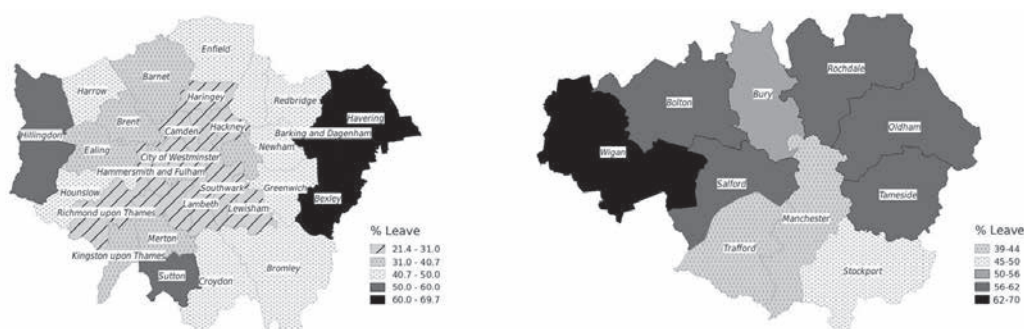 Enfield
Barnet
Harrow
Haringey
Redbridge
Havering
Brent
Hackney
Camden
Barking and Dagenham
Hillingdon
Newham
Ealing
City of Westminster
Hammersmith and Fulham
Hounslow
Southwark
Greenwich
Bexley
Lambeth
Lewisham
Richmond upon Thames
Merton
Kingston upon Thames
Sutton
Croydon
Bromley
% Leave
21.4 - 31.0
31.0 - 40.7
40.7 - 50.0
50.0 - 60.0
60.0 - 69.7
Rochdale
Bury
Bolton
Oldham
Wigan
Salford
Tameside
Manchester
Trafford
Stockport
% Leave
39-44
45-50
50-56
56-62
62-70